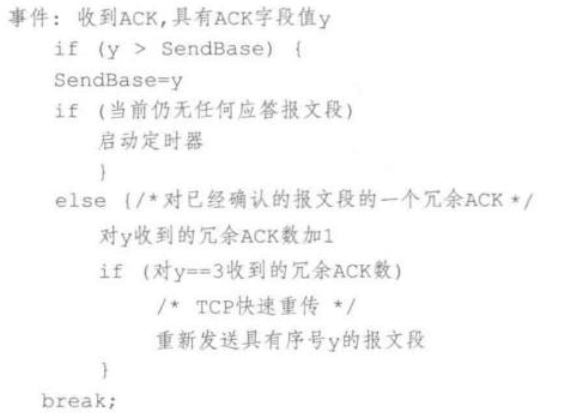 事件: 收到ACK,具有ACK字段值y
if (y > SendBase) {
SendBase=y
if (当前仍无任何应答报文段)
启动定时器
}
else {/*对已经确认的报文段的一个冗余ACK */
对y收到的冗余ACK数加1
if (对y==3收到的冗余ACK数)
/* TCP快速重传 */
重新发送具有序号y的报文段
}
break;